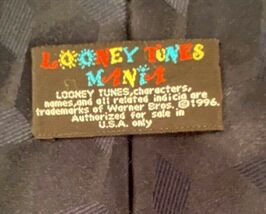 LOONEY TUNES
MANIA
LOONEY TUNES, characters,
names, and all related indicia are
trademarks of Warner Bros. ©1996.
Authorized for sale in
U.S.A. only